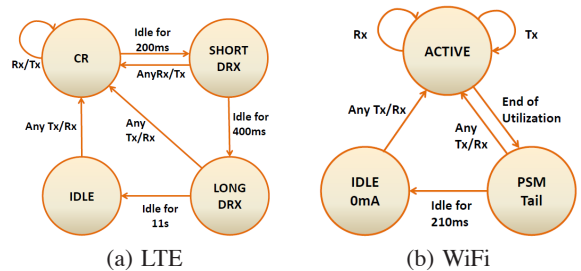 Rx/Tx
CR
Idle for
200ms
AnyRx/Tx
SHORT
DRX
Any Tx/Rx
Any
Tx/Rx
Idle for
400ms
IDLE
Idle for
11s
LONG
DRX
(a) LTE
Rx
ACTIVE
Tx
Any Tx/Rx
Any
Tx/Rx
End of
Utilization
IDLE
0mA
Idle for
210ms
PSM
Tail
(b) WiFi